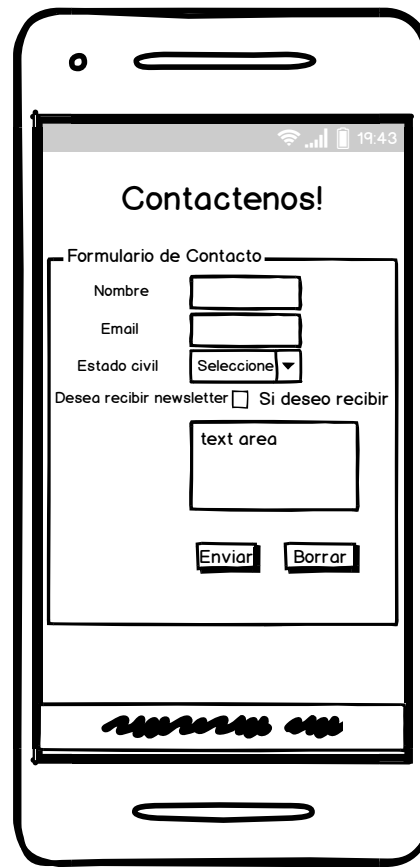 19:43
Contactenos!
Formulario de Contacto
Nombre
Email
Estado civil Seleccione
Desea recibir newsletter Si deseo recibir
text area
Enviar Borrar